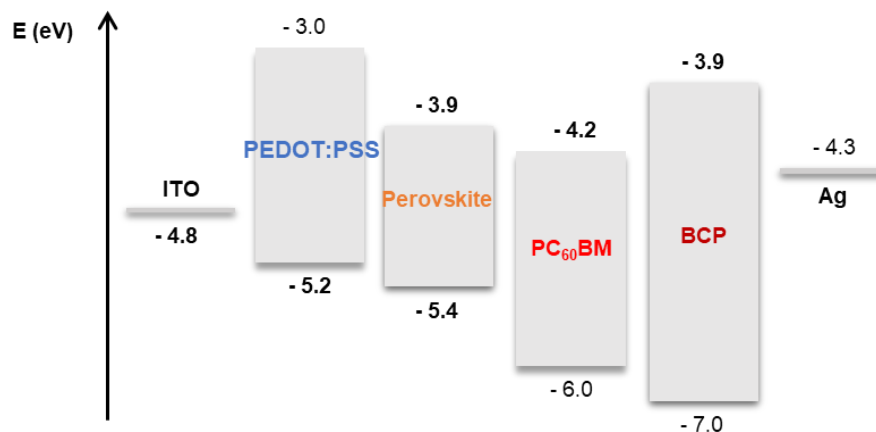 E (eV)
- 3.0
PEDOT:PSS
- 5.2
ITO
- 4.8
- 3.9
Perovskite
- 5.4
- 4.2
PC₆₀BM
- 6.0
- 3.9
BCP
- 7.0
- 4.3
Ag